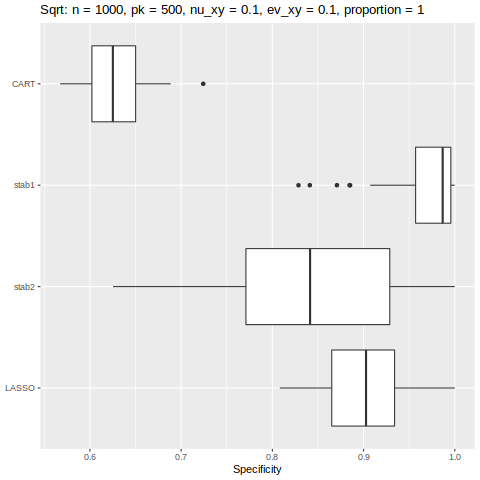 Sqrt: n = 1000, pk = 500, nu_xy = 0.1, ev_xy = 0.1, proportion = 1
CART
stab1
stab2
LASSO
0.6 0.7 0.8 0.9 1.0
Specificity